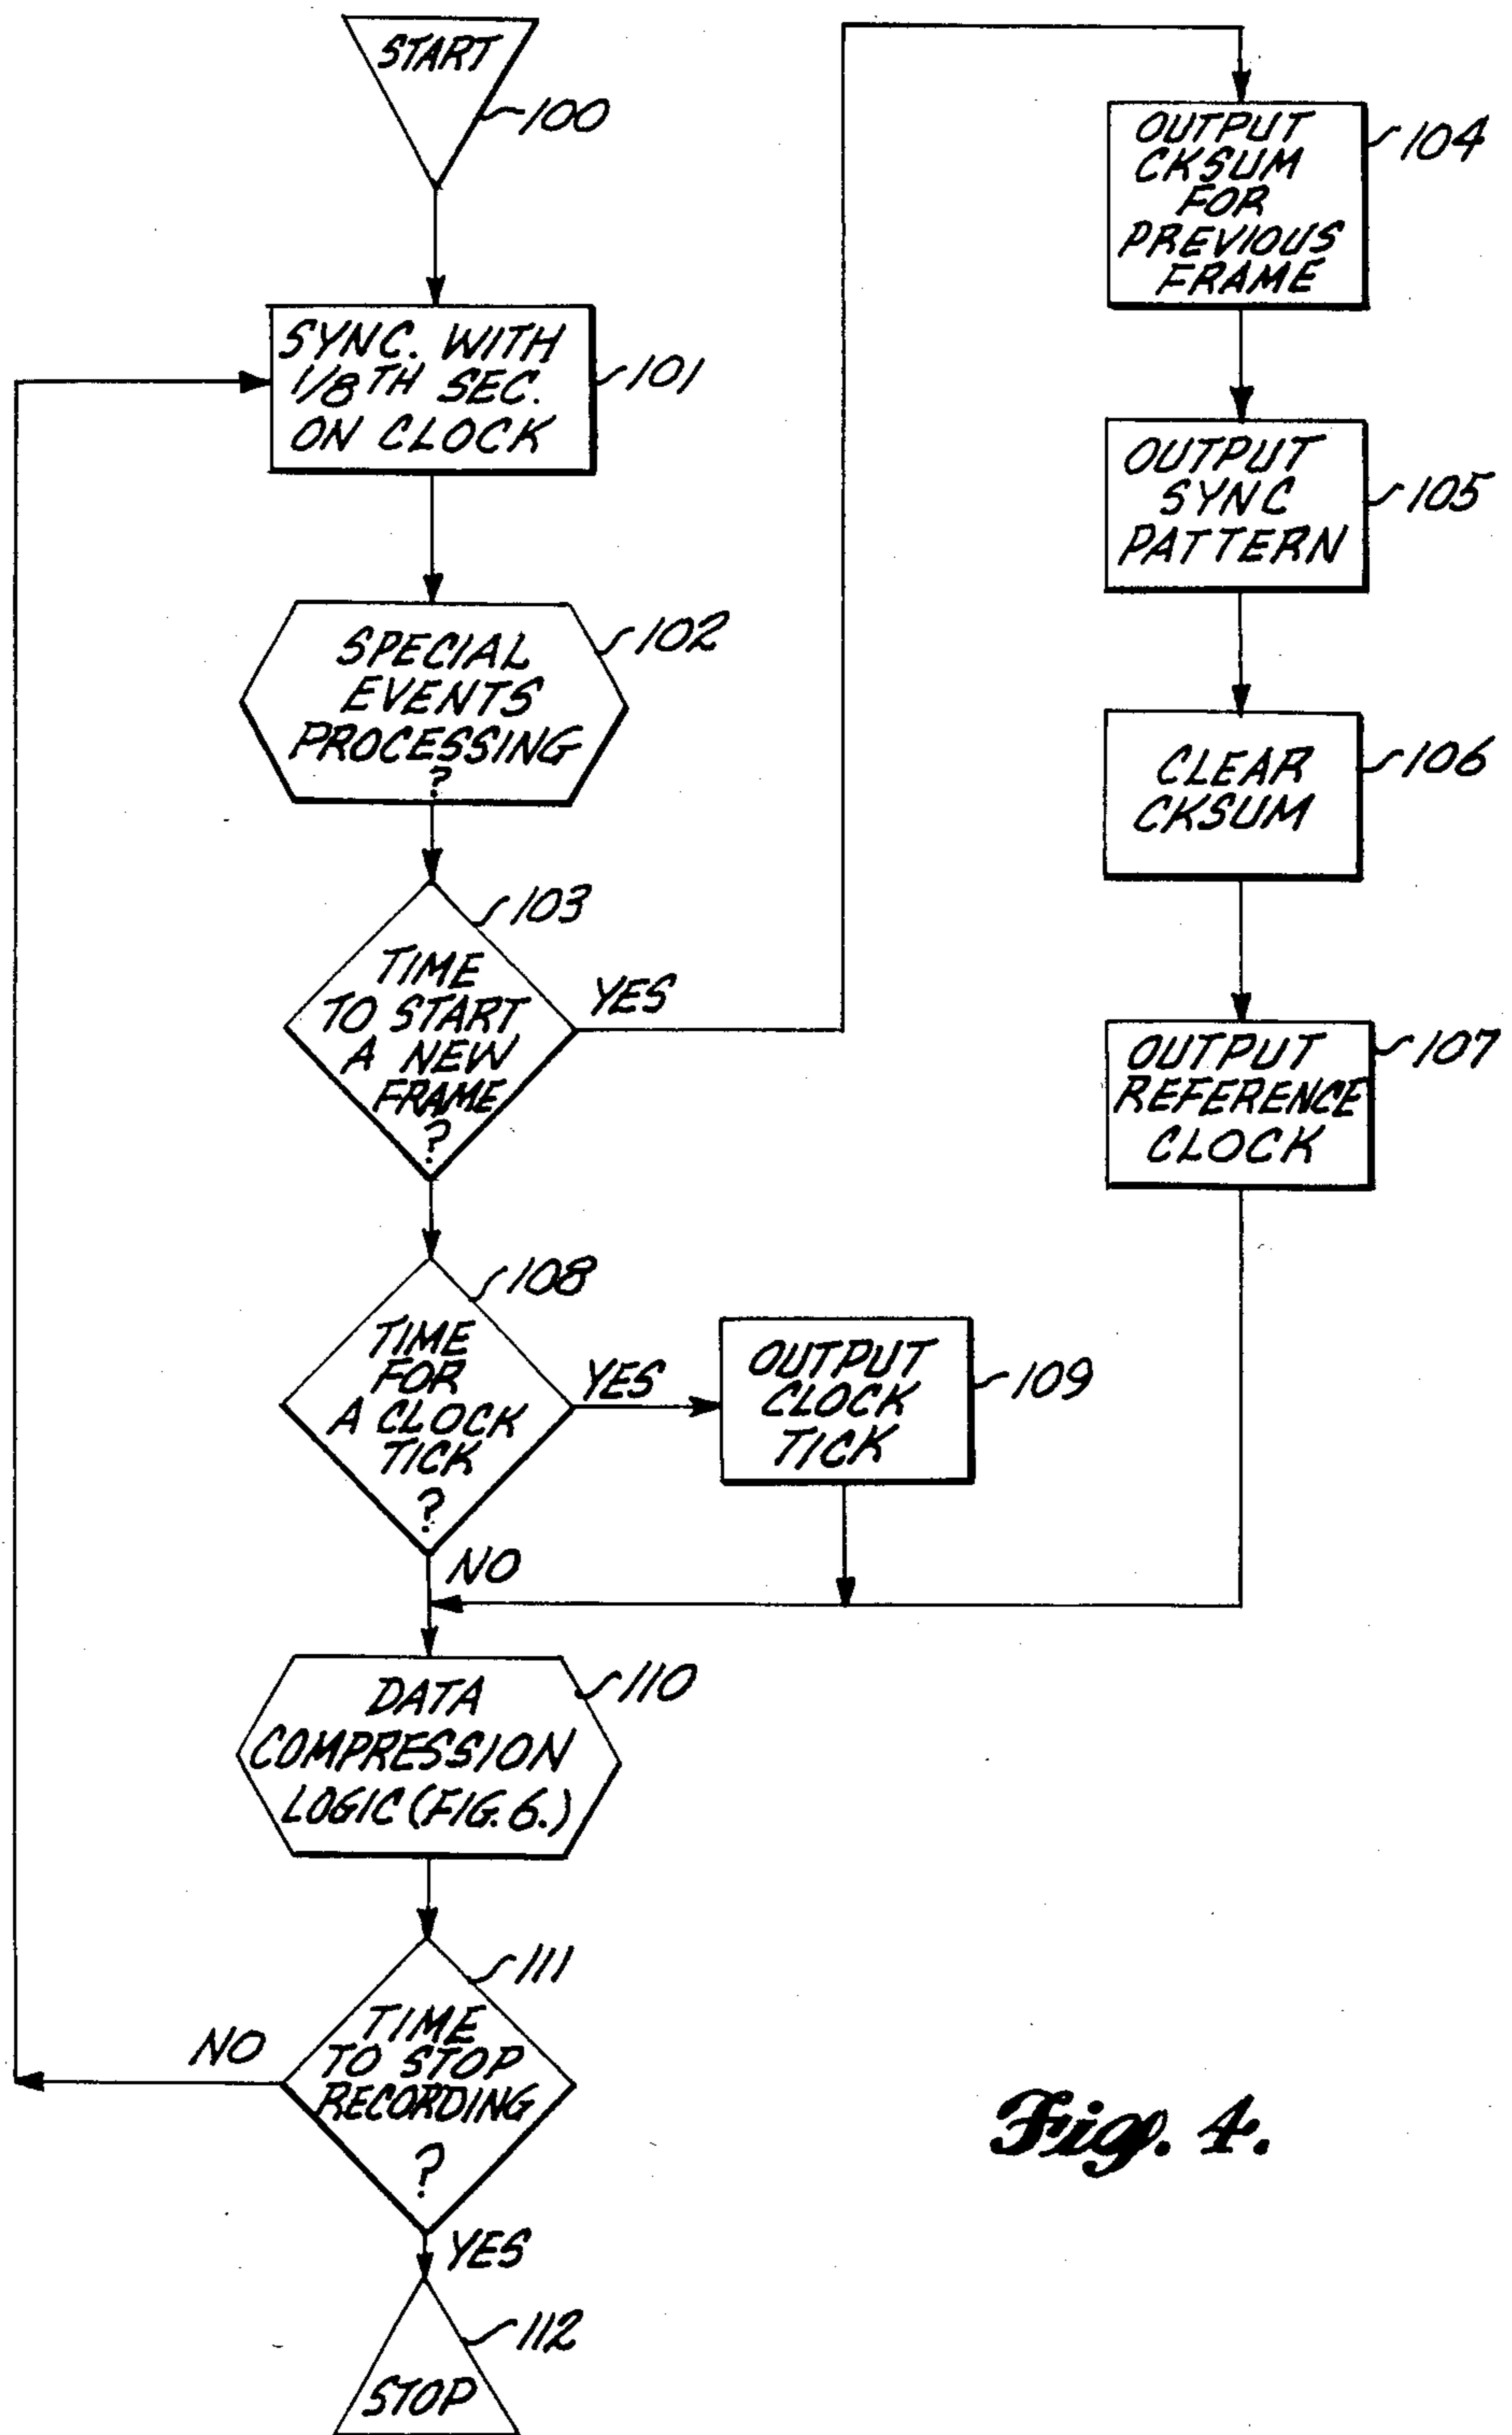 START
100
SYNC. WITH
1/8TH SEC.
ON CLOCK
101
SPECIAL
EVENTS
PROCESSING
?
102
TIME
TO START
A NEW
FRAME
?
103
YES
OUTPUT
CKSUM
FOR
PREVIOUS
FRAME
104
OUTPUT
SYNC
PATTERN
105
CLEAR
CKSUM
106
OUTPUT
REFERENCE
CLOCK
107
TIME
FOR
A CLOCK
TICK
?
108
YES
NO
OUTPUT
CLOCK
TICK
109
DATA
COMPRESSION
LOGIC (FIG. 6.)
110
TIME
TO STOP
RECORDING
?
111
NO
YES
STOP
112
Fig. 4.